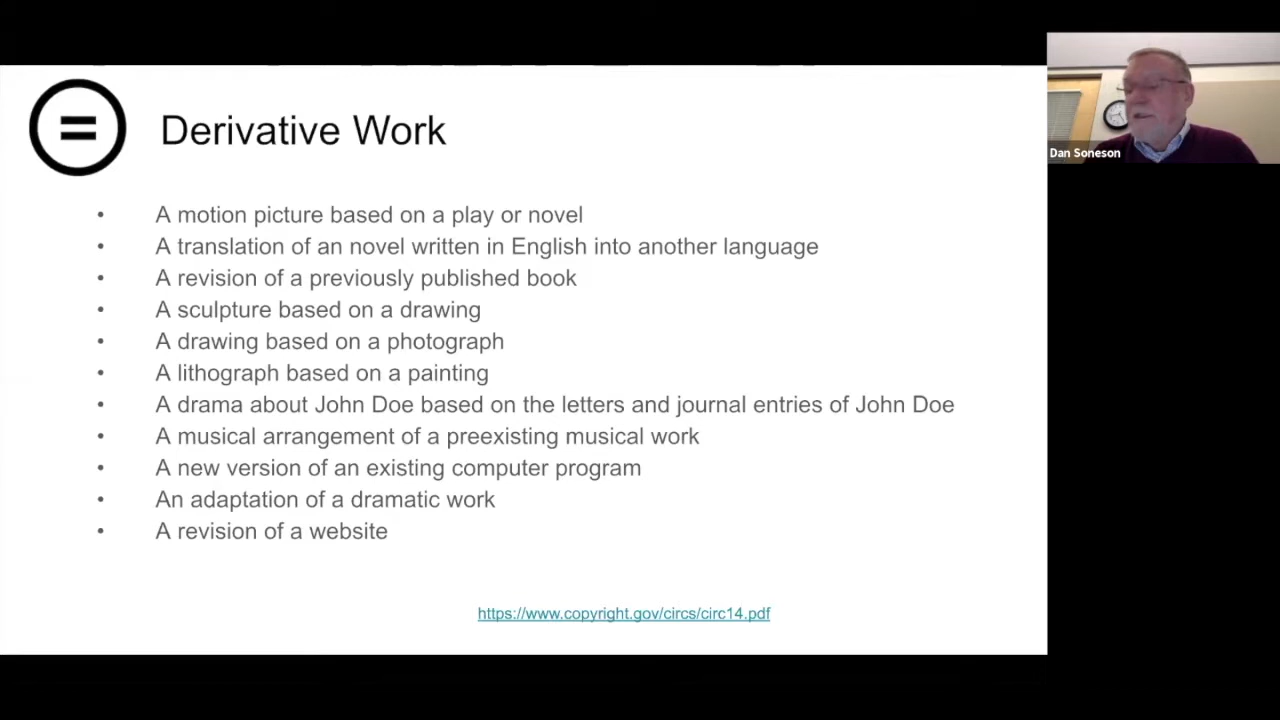 Derivative Work
• A motion picture based on a play or novel
• A translation of an novel written in English into another language
• A revision of a previously published book
• A sculpture based on a drawing
• A drawing based on a photograph
• A lithograph based on a painting
• A drama about John Doe based on the letters and journal entries of John Doe
• A musical arrangement of a preexisting musical work
• A new version of an existing computer program
• An adaptation of a dramatic work
• A revision of a website
https://www.copyright.gov/circs/circ14.pdf
Dan Soneson